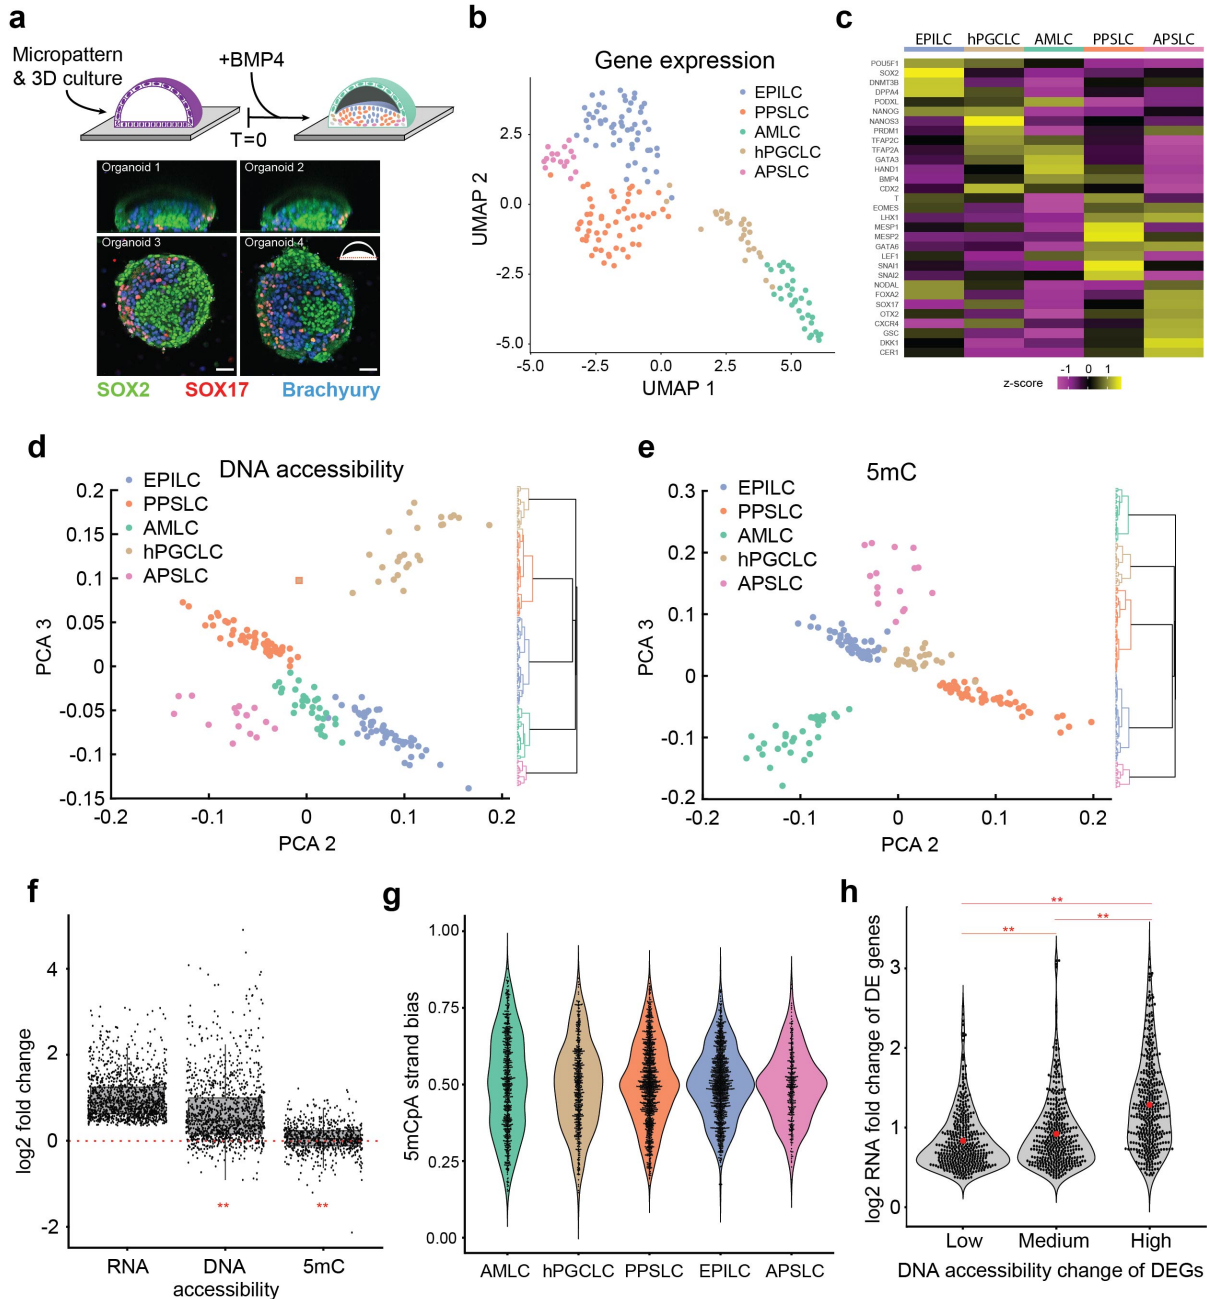 a
Micropattern
& 3D culture
+BMP4
T=0
Organoid 1
Organoid 2
Organoid 3
Organoid 4
SOX2
SOX17
Brachyury
b
Gene expression
EPILC
PPSLC
AMLC
hPGCLC
APSLC
UMAP 2
2.5
0.0
-2.5
-5.0
-5.0
-2.5
0.0
2.5
5.0
UMAP 1
c
EPILC
hPGCLC
AMLC
PPSLC
APSLC
POU5F1
SOX2
DNMT3B
DPPA4
PODXL
NANOG
NANOS3
PRDM1
TFAP2C
TFAP2A
GATA3
HAND1
BMP4
CDX2
T
EOMES
LHX1
MESP1
MESP2
GATA6
LEF1
SNAI1
SNAI2
NODAL
FOXA2
SOX17
OTX2
CXCR4
GSC
DKK1
CER1
z-score
-1
0
1
d
DNA accessibility
EPILC
PPSLC
AMLC
hPGCLC
APSLC
PCA 3
0.2
0.15
0.1
0.05
0
-0.05
-0.1
-0.15
-0.2
-0.1
0
0.1
0.2
PCA 2
e
5mC
EPILC
PPSLC
AMLC
hPGCLC
APSLC
PCA 3
0.3
0.2
0.1
0
-0.1
-0.2
-0.2
-0.1
0
0.1
0.2
PCA 2
f
log2 fold change
4
2
0
-2
**
**
RNA
DNA
accessibility
5mC
g
5mCpA strand bias
1.00
0.75
0.50
0.25
0.00
AMLC
hPGCLC
PPSLC
EPILC
APSLC
h
log2 RNA fold change of DE genes
3
2
1
0
**
**
**
Low
Medium
High
DNA accessibility change of DEGs